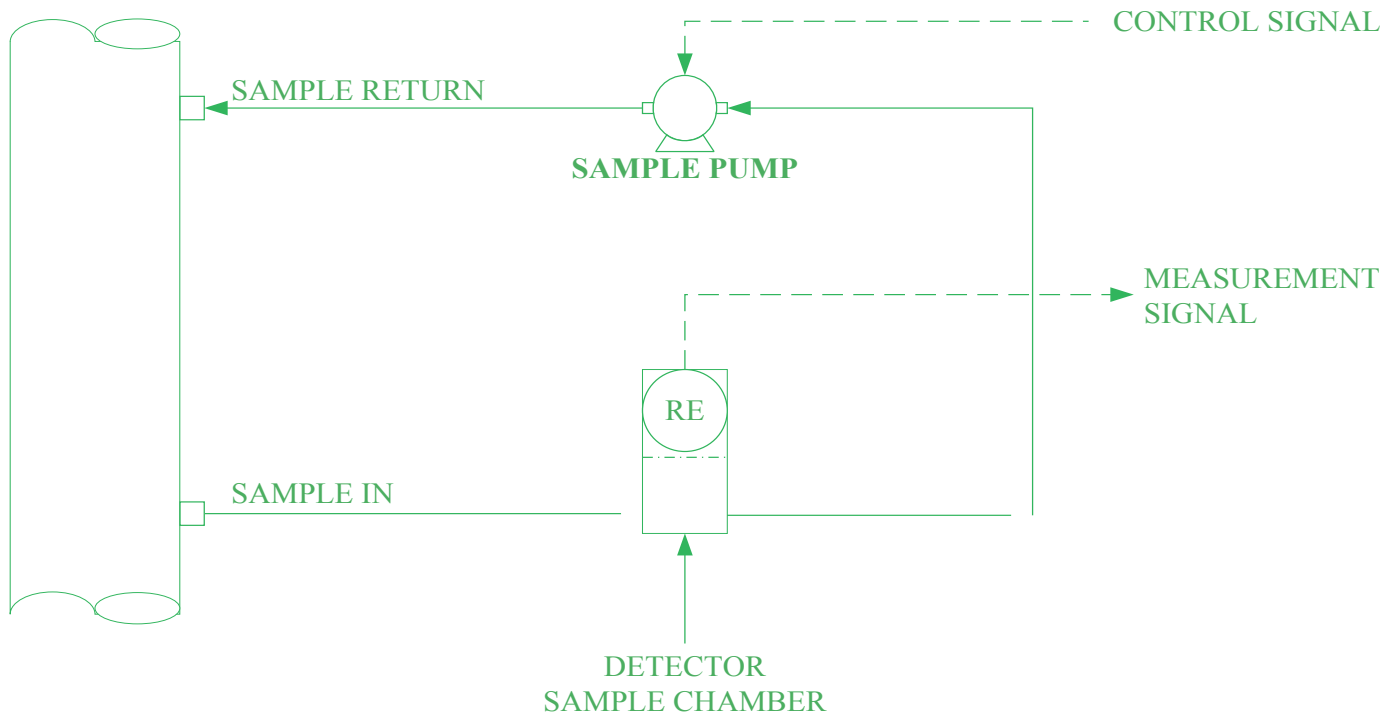 CONTROL SIGNAL
SAMPLE RETURN
SAMPLE PUMP
MEASUREMENT
SIGNAL
RE
SAMPLE IN
DETECTOR
SAMPLE CHAMBER